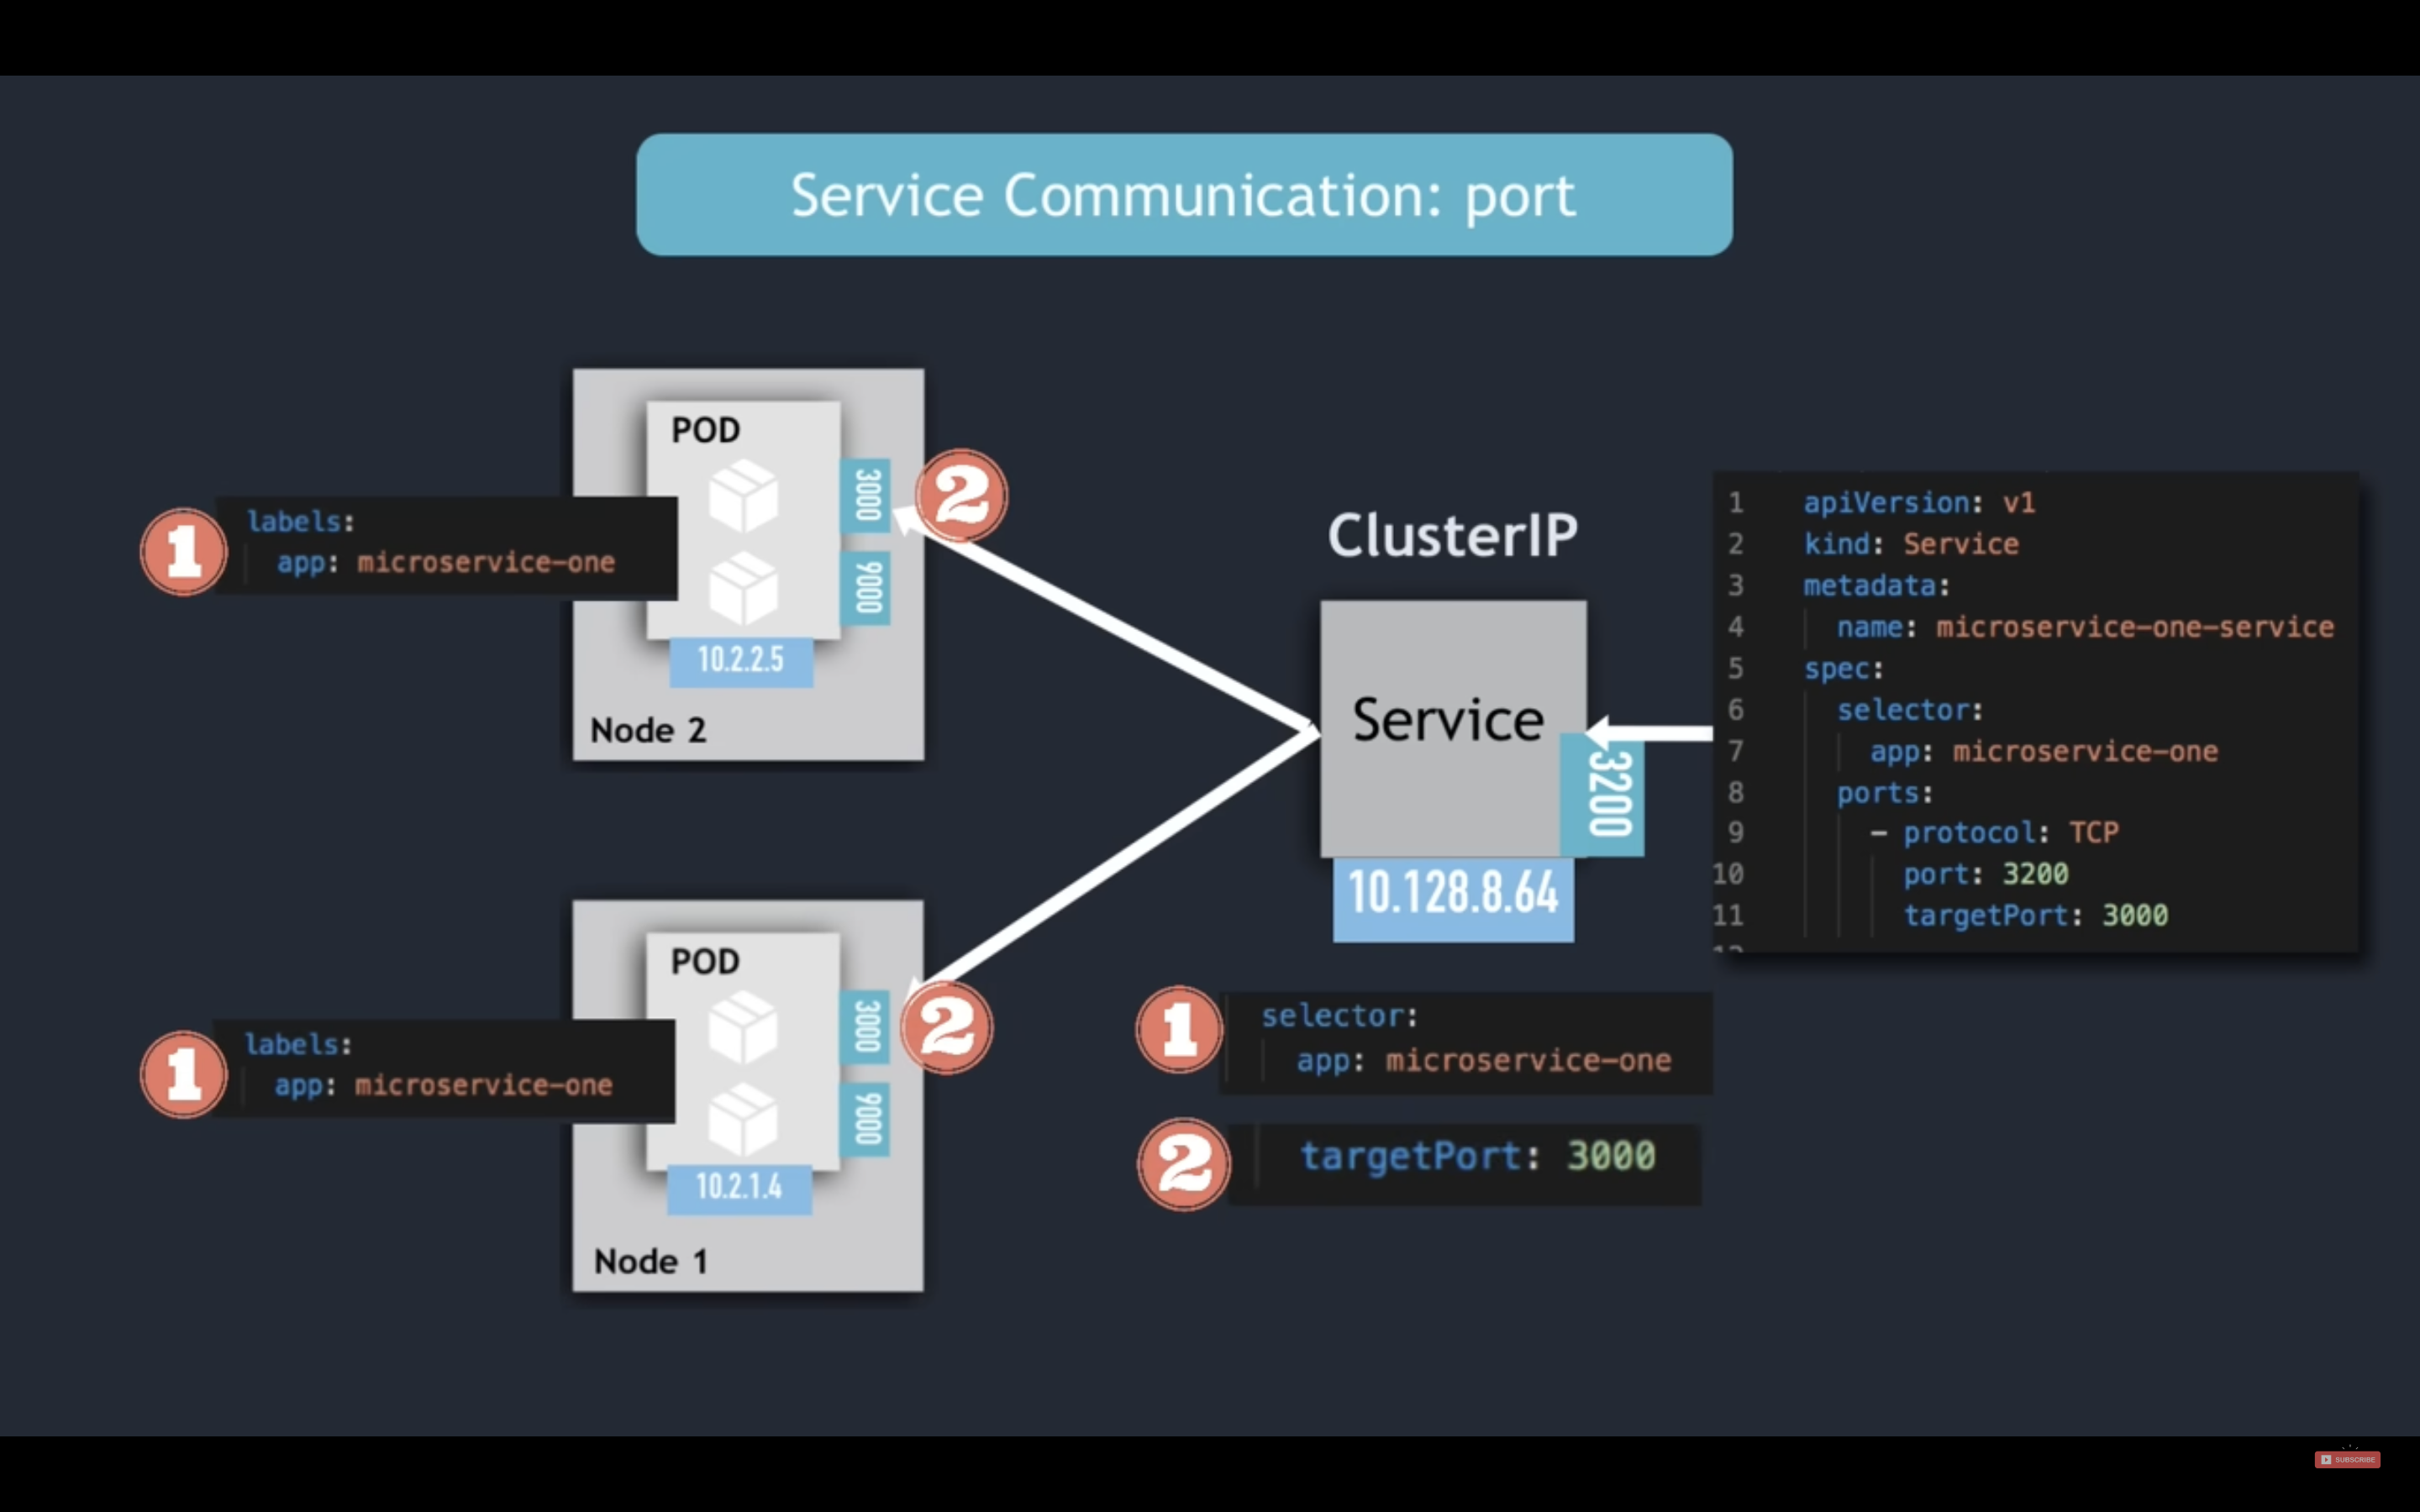 Service Communication: port
POD
3000
9000
10.2.2.5
Node 2
1
labels:
app: microservice-one
2
POD
3000
9000
10.2.1.4
Node 1
1
labels:
app: microservice-one
2
ClusterIP
Service
3200
10.128.8.64
1
selector:
app: microservice-one
2
targetPort: 3000
1 apiVersion: v1
2 kind: Service
3 metadata:
4 name: microservice-one-service
5 spec:
6 selector:
7 app: microservice-one
8 ports:
9 - protocol: TCP
10 port: 3200
11 targetPort: 3000
SUBSCRIBE